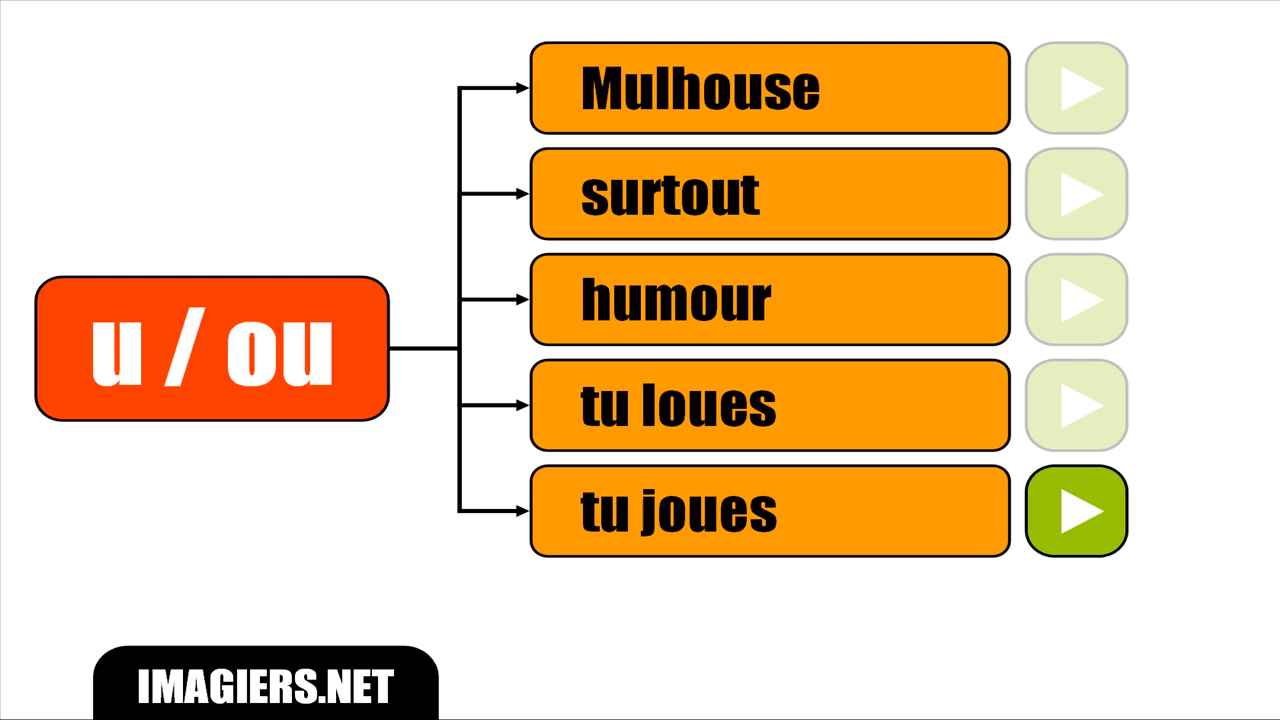 Mulhouse
surtout
humour
u / ou
tu loues
tu joues
IMAGIERS.NET